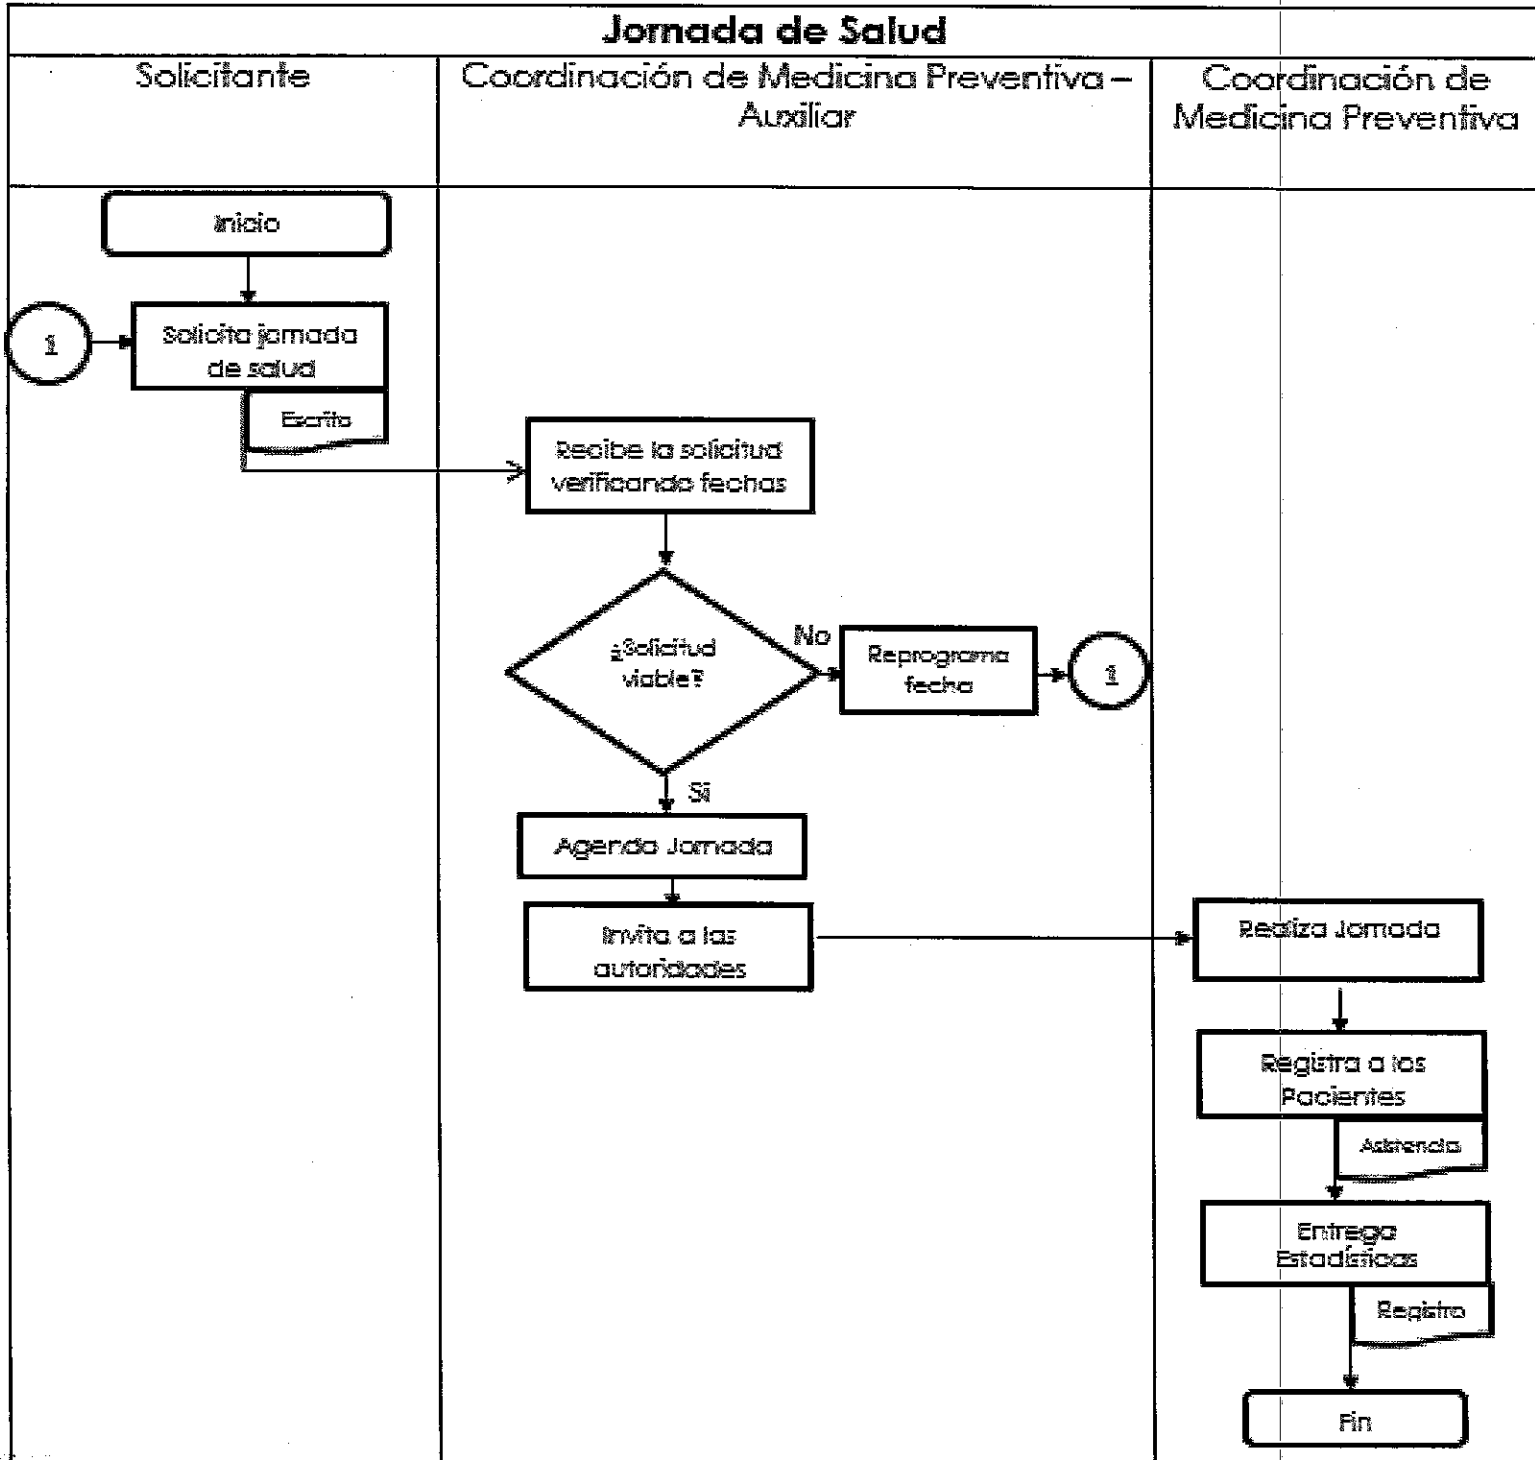 Jornada de Salud
Solicitante
Coordinación de Medicina Preventiva –
Auxiliar
Coordinación de
Medicina Preventiva
Inicio
1
Solicita jornada
de salud
Escrito
Recibe la solicitud
verificando fechas
¿Solicitud
viable?
No
Reprograma
fecha
1
Si
Agenda Jornada
Invita a las
autoridades
Realiza Jornada
Registra a los
Pacientes
Asistencia
Entrega
Estadísticas
Registro
Fin